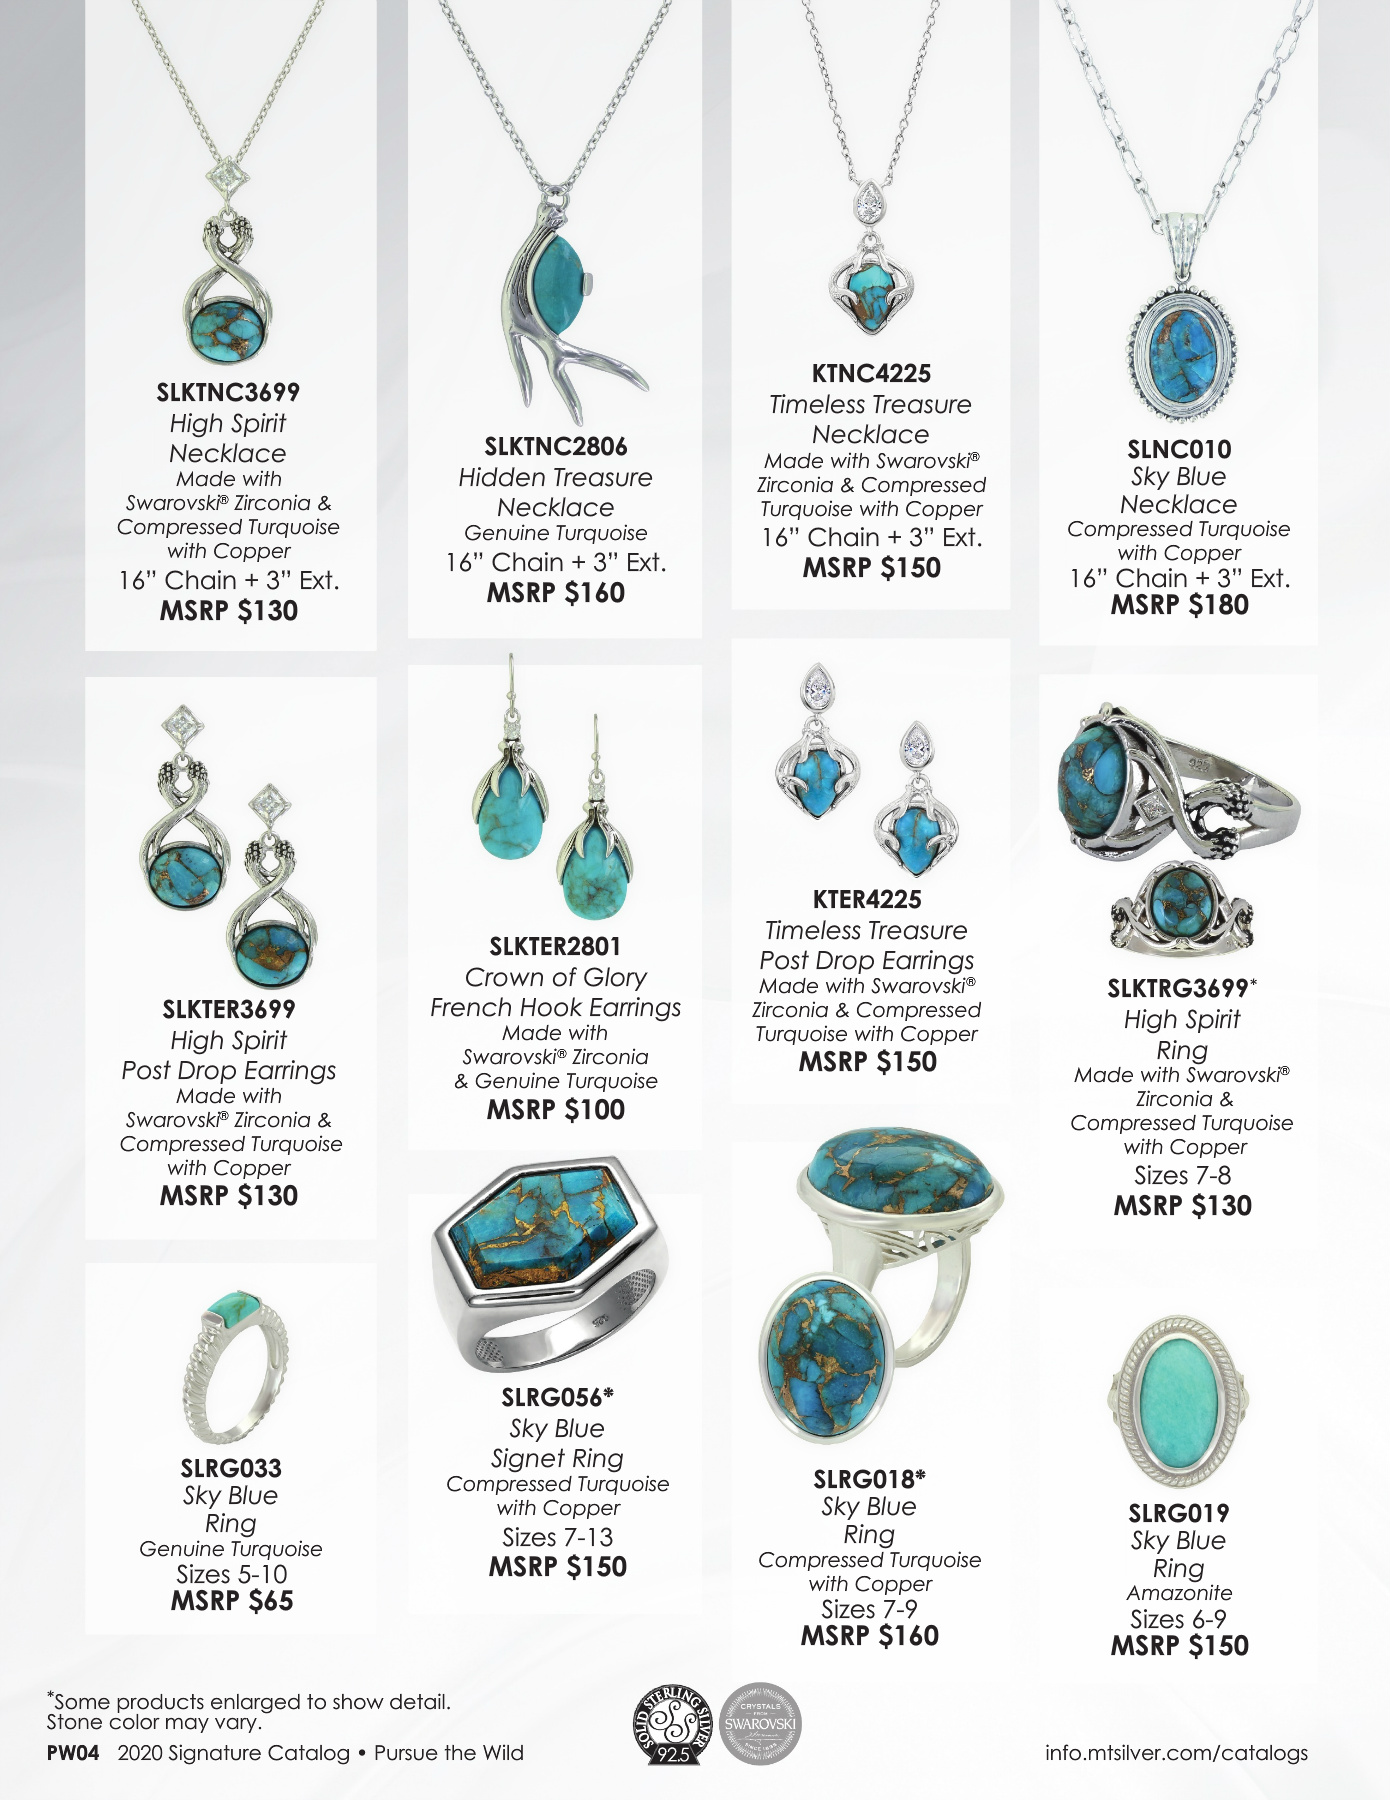 SLKTNC3699
High Spirit
Necklace
Made with
Swarovski® Zirconia &
Compressed Turquoise
with Copper
16” Chain + 3” Ext.
MSRP $130
SLKTNC2806
Hidden Treasure
Necklace
Genuine Turquoise
16” Chain + 3” Ext.
MSRP $160
KTNC4225
Timeless Treasure
Necklace
Made with Swarovski®
Zirconia & Compressed
Turquoise with Copper
16” Chain + 3” Ext.
MSRP $150
SLNC010
Sky Blue
Necklace
Compressed Turquoise
with Copper
16” Chain + 3” Ext.
MSRP $180
SLKTER3699
High Spirit
Post Drop Earrings
Made with
Swarovski® Zirconia &
Compressed Turquoise
with Copper
MSRP $130
SLKTER2801
Crown of Glory
French Hook Earrings
Made with
Swarovski® Zirconia
& Genuine Turquoise
MSRP $100
KTER4225
Timeless Treasure
Post Drop Earrings
Made with Swarovski®
Zirconia & Compressed
Turquoise with Copper
MSRP $150
925
SLKTRG3699*
High Spirit
Ring
Made with Swarovski®
Zirconia &
Compressed Turquoise
with Copper
Sizes 7-8
MSRP $130
SLRG033
Sky Blue
Ring
Genuine Turquoise
Sizes 5-10
MSRP $65
SLRG056*
Sky Blue
Signet Ring
Compressed Turquoise
with Copper
Sizes 7-13
MSRP $150
SLRG018*
Sky Blue
Ring
Compressed Turquoise
with Copper
Sizes 7-9
MSRP $160
SLRG019
Sky Blue
Ring
Amazonite
Sizes 6-9
MSRP $150
*Some products enlarged to show detail.
Stone color may vary.
PW04 2020 Signature Catalog • Pursue the Wild
SOLID STERLING SILVER
92.5
CRYSTALS
FROM
SWAROVSKI
SINCE 1895
info.mtsilver.com/catalogs